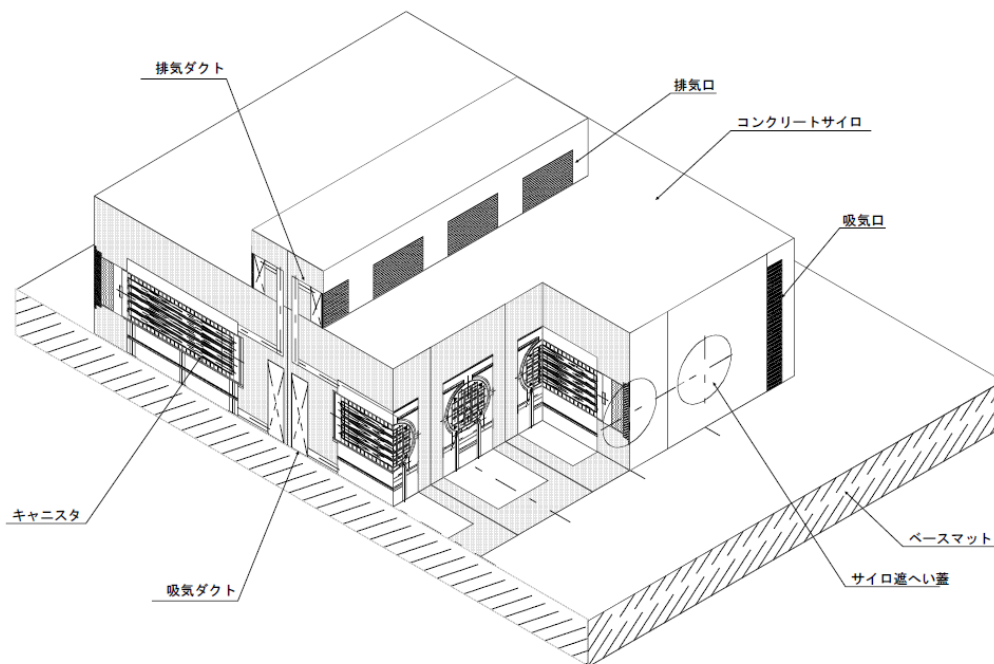 排気ダクト
排気口
コンクリートサイロ
吸気口
キャニスタ
ベースマット
サイロ遮へい蓋
吸気ダクト